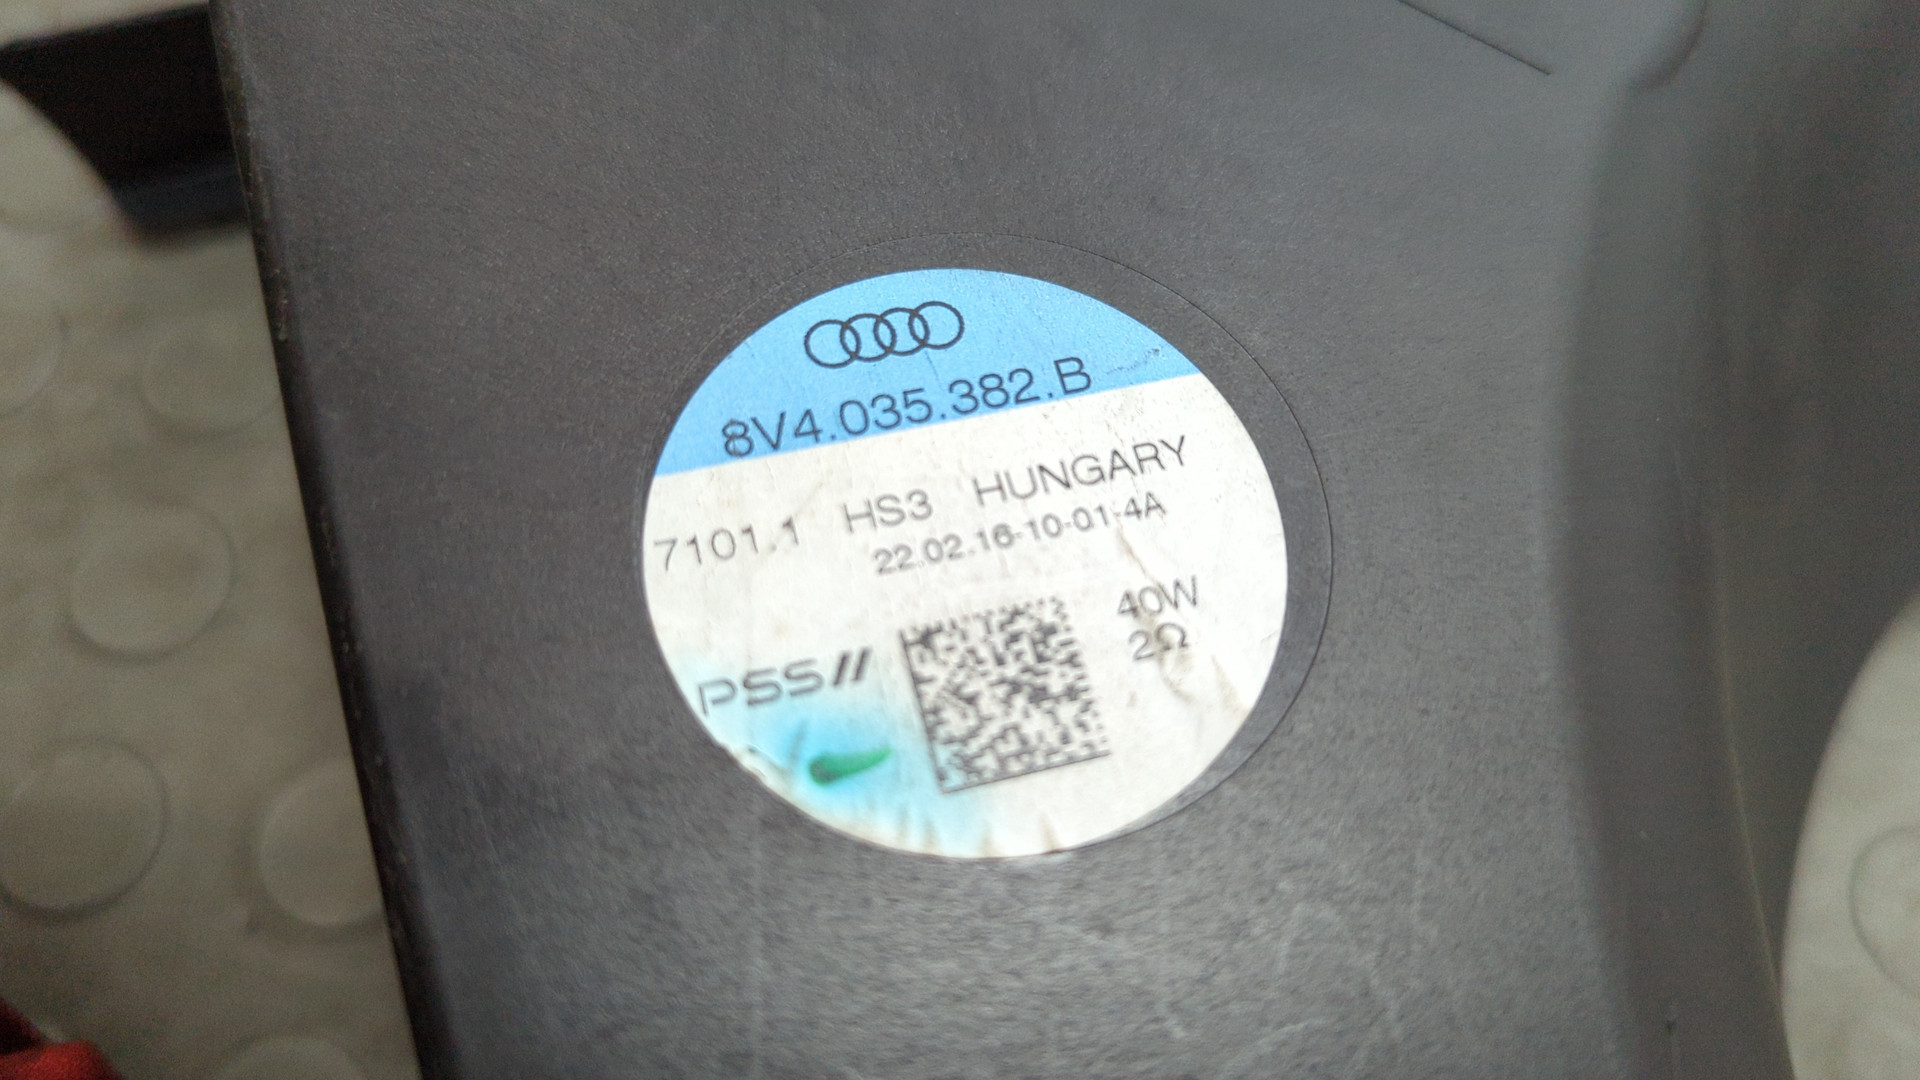 8V4.035.382.B
7101.1 HS3 HUNGARY
22.02.16-10-01-4A
40W
2Ω
PSS//